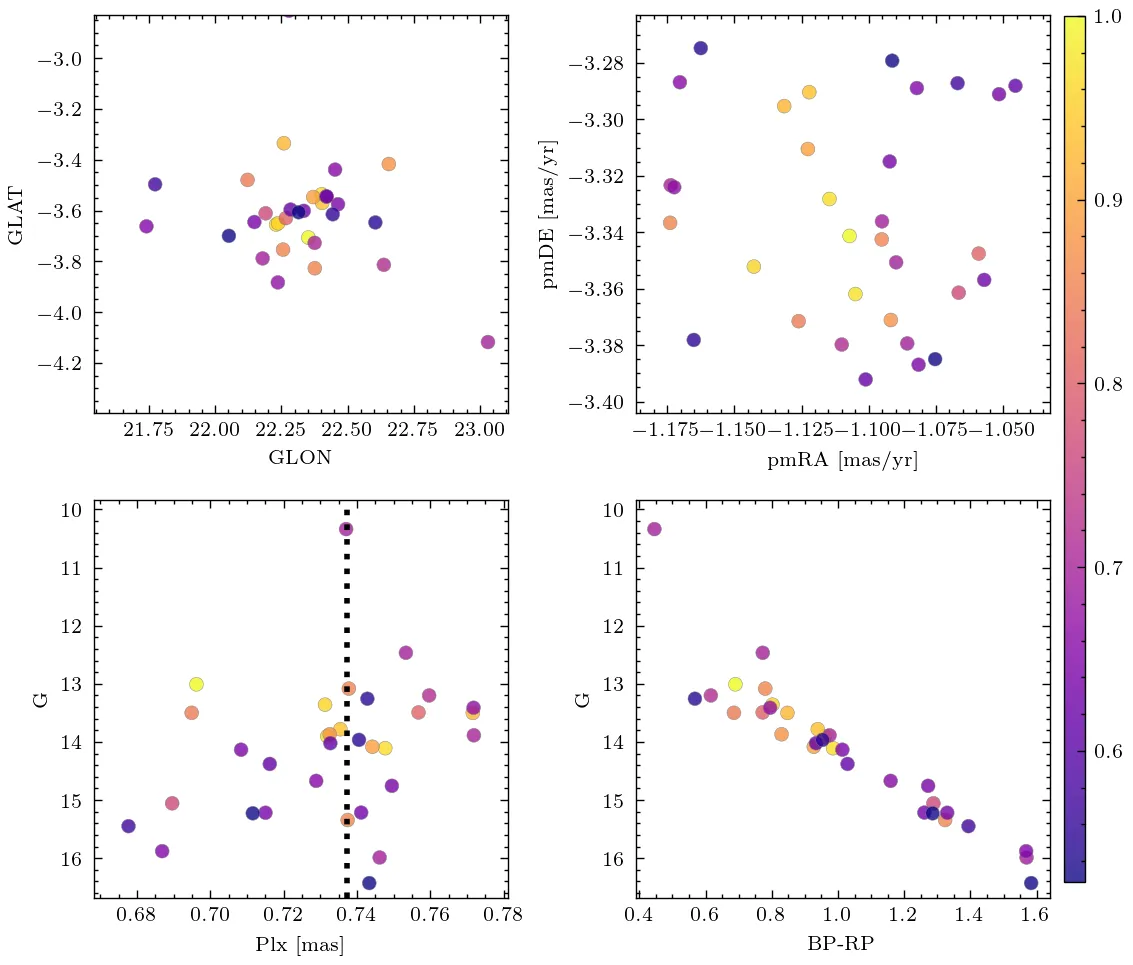 −3.0
−3.2
−3.4
−3.6
−3.8
−4.0
−4.2
GLAT
21.75 22.00 22.25 22.50 22.75 23.00
GLON
−3.28
−3.30
−3.32
−3.34
−3.36
−3.38
−3.40
pmDE [mas/yr]
−1.175 −1.150 −1.125 −1.100 −1.075 −1.050
pmRA [mas/yr]
1.0
0.9
0.8
0.7
0.6
10
11
12
13
14
15
16
G
0.68 0.70 0.72 0.74 0.76 0.78
Plx [mas]
10
11
12
13
14
15
16
G
0.4 0.6 0.8 1.0 1.2 1.4 1.6
BP-RP